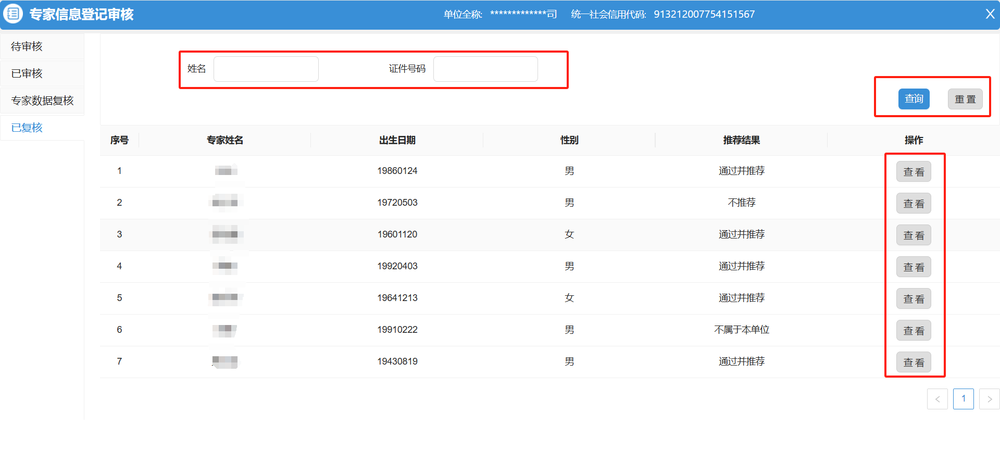 专家信息登记审核 单位全称: *************司 统一社会信用代码: 913212007754151567 X
待审核
已审核
专家数据复核
已复核
姓名 证件号码
查询 重置
序号 专家姓名 出生日期 性别 推荐结果 操作
1 19860124 男 通过并推荐 查看
2 19720503 男 不推荐 查看
3 19601120 女 通过并推荐 查看
4 19920403 男 通过并推荐 查看
5 19641213 女 通过并推荐 查看
6 19910222 男 不属于本单位 查看
7 19430819 男 通过并推荐 查看
< 1 >